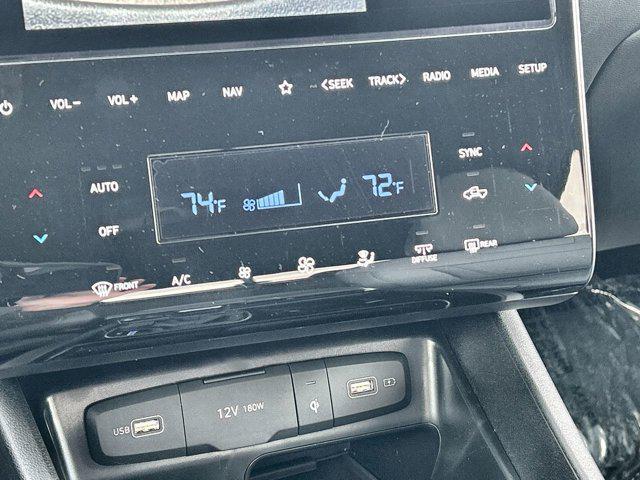 VOL− VOL+ MAP NAV <SEEK TRACK> RADIO MEDIA SETUP
AUTO SYNC
74°F 72°F
OFF
FRONT A/C DIFFUSE REAR
USB 12V 180W